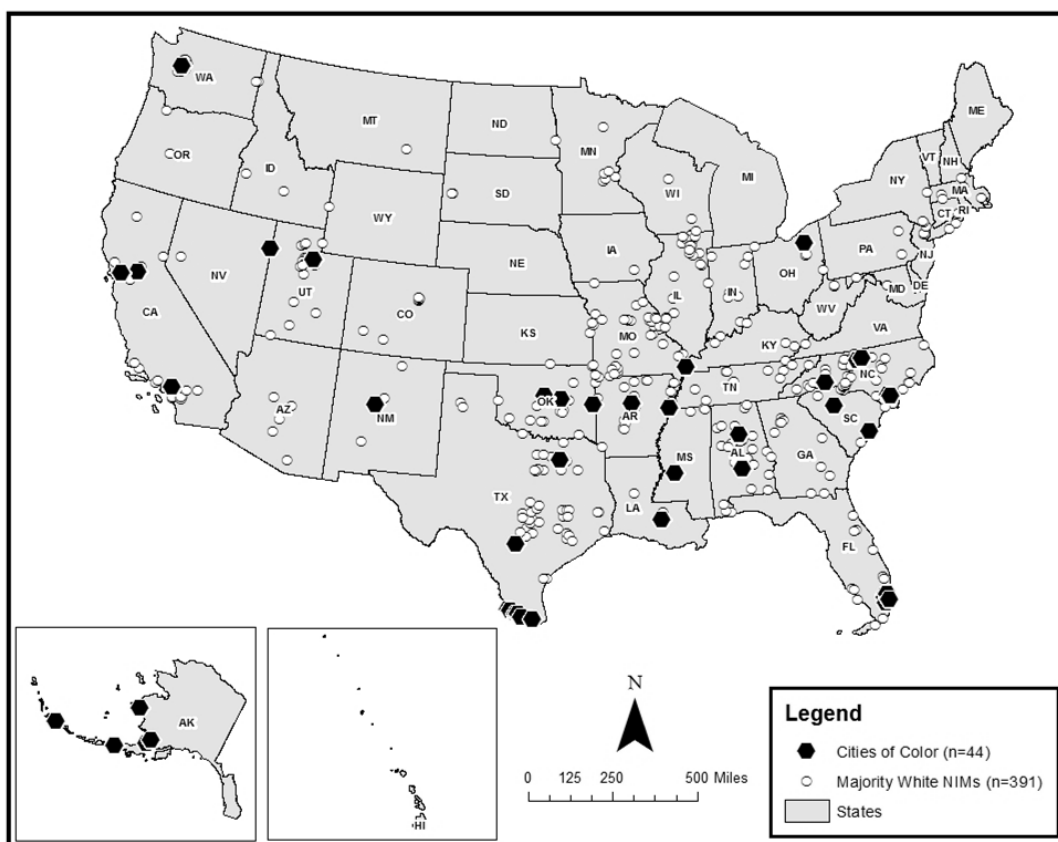 WA
MT
ND
MN
ME
OR
ID
SD
WI
MI
VT
NH
NY
MA
CT
RI
WY
IA
PA
NJ
NE
NV
UT
IL
IN
OH
MD
DE
CA
CO
WV
KS
MO
VA
KY
NC
TN
AZ
NM
OK
AR
SC
MS
AL
GA
TX
LA
FL
AK
HI
N
0 125 250 500 Miles
Legend
Cities of Color (n=44)
Majority White NIMs (n=391)
States